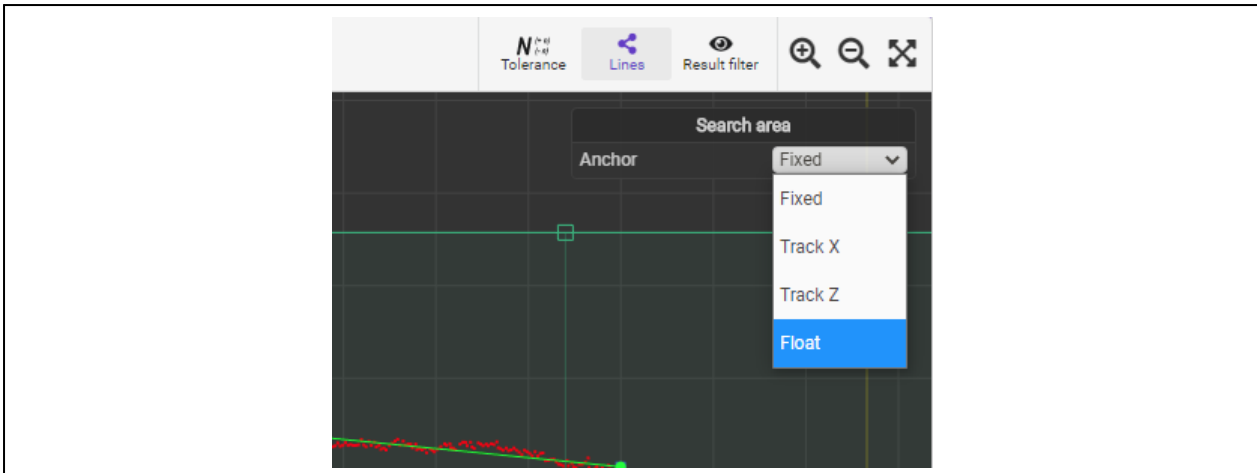 N
Tolerance
Lines
Result filter
Search area
Anchor
Fixed
Fixed
Track X
Track Z
Float